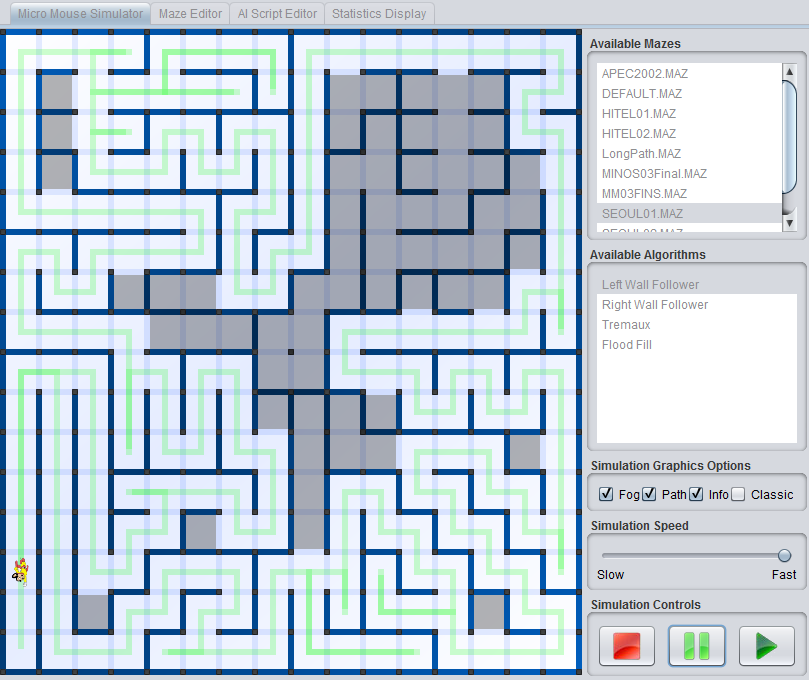 Micro Mouse Simulator Maze Editor AI Script Editor Statistics Display
Available Mazes
APEC2002.MAZ
DEFAULT.MAZ
HITEL01.MAZ
HITEL02.MAZ
LongPath.MAZ
MINOS03Final.MAZ
MM03FINS.MAZ
SEOUL01.MAZ
Available Algorithms
Left Wall Follower
Right Wall Follower
Tremaux
Flood Fill
Simulation Graphics Options
Fog Path Info Classic
Simulation Speed
Slow Fast
Simulation Controls